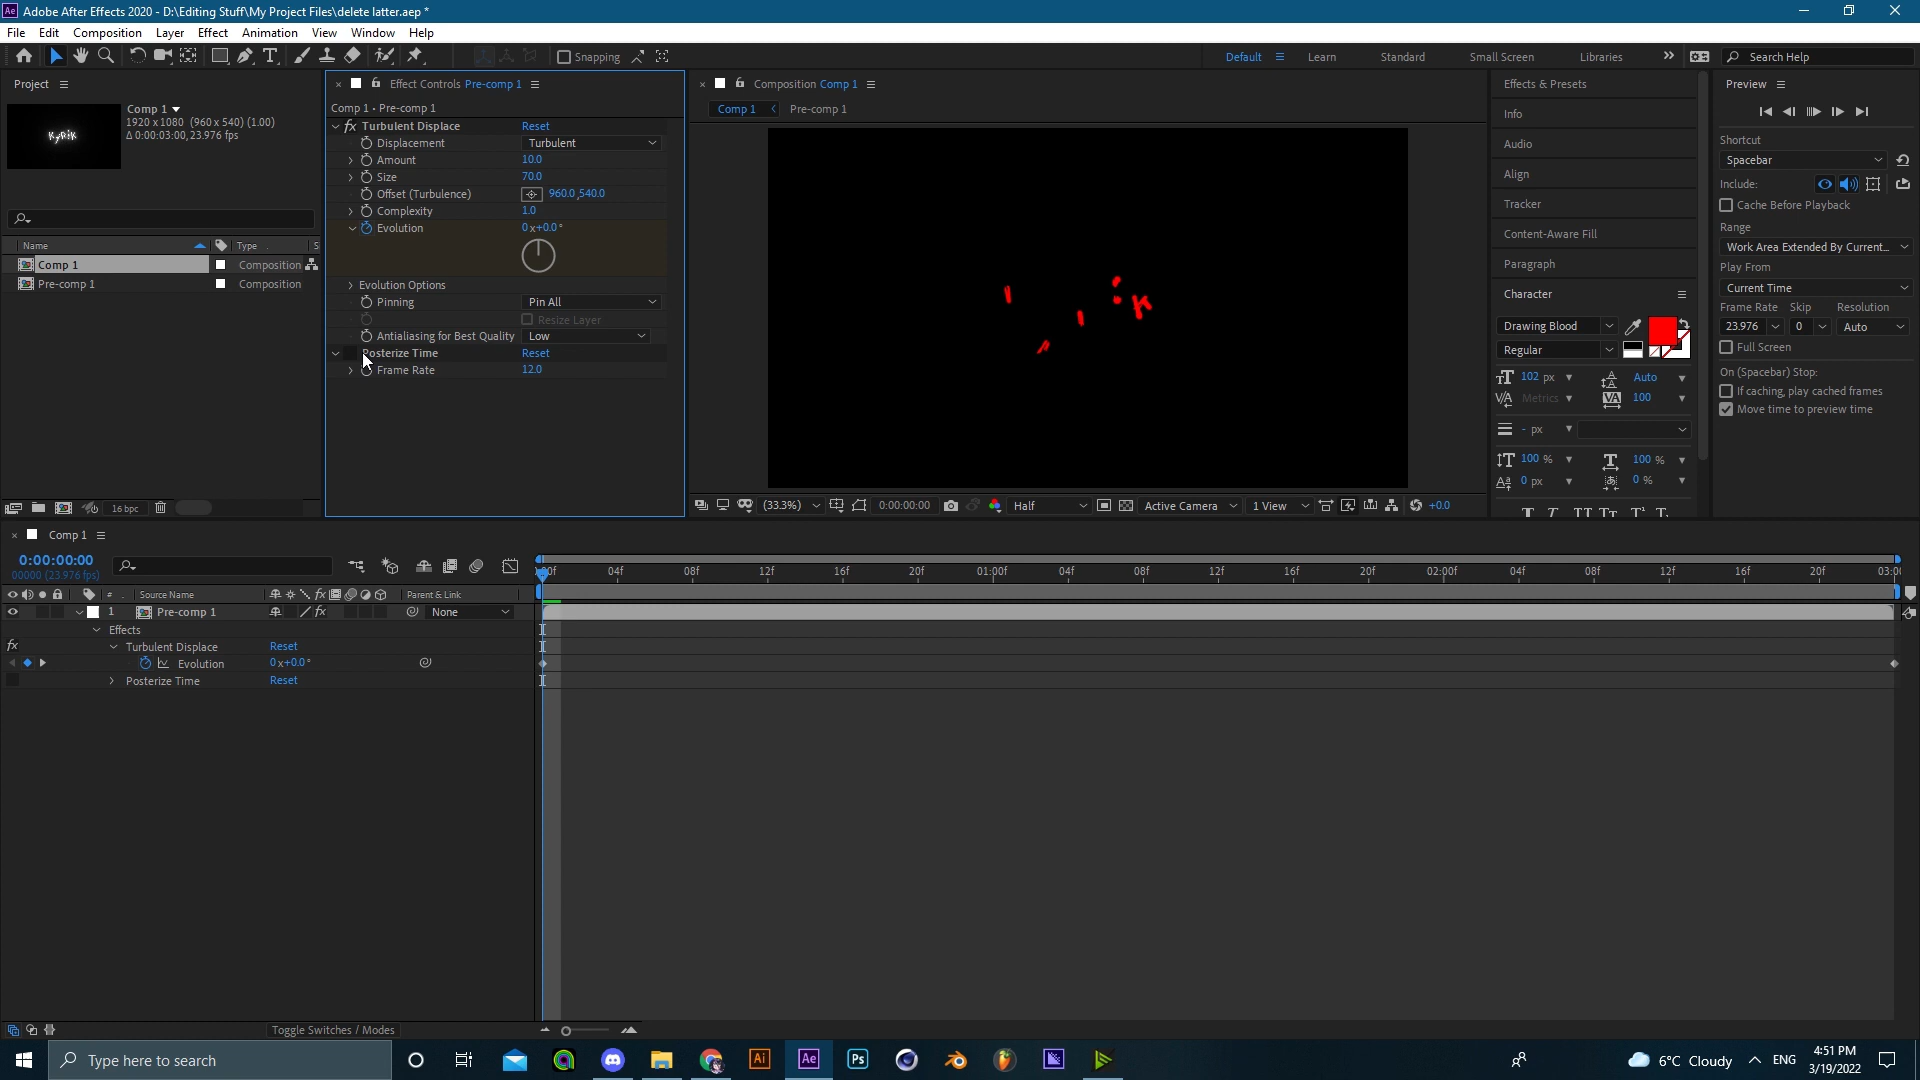 Adobe After Effects 2020 - D:\Editing Stuff\My Project Files\delete latter.aep *
File Edit Composition Layer Effect Animation View Window Help
Snapping
Default Learn Standard Small Screen Libraries
Search Help
Project
Comp 1
1920 x 1080 (960 x 540) (1.00)
Δ 0:00:03:00, 23.976 fps
Name Type S
Comp 1 Composition
Pre-comp 1 Composition
16 bpc
Effect Controls Pre-comp 1
Comp 1 • Pre-comp 1
fx Turbulent Displace Reset
Displacement Turbulent
Amount 10.0
Size 70.0
Offset (Turbulence) 960.0,540.0
Complexity 1.0
Evolution 0x+0.0°
Evolution Options
Pinning Pin All
Resize Layer
Antialiasing for Best Quality Low
Posterize Time Reset
Frame Rate 12.0
Composition Comp 1
Comp 1 Pre-comp 1
(33.3%) 0:00:00:00 Half Active Camera 1 View +0.0
Effects & Presets
Info
Audio
Align
Tracker
Content-Aware Fill
Paragraph
Character
Drawing Blood
Regular
102 px Auto
Metrics 100
- px
100 % 100 %
0 px 0 %
Preview
Shortcut
Spacebar
Include:
Cache Before Playback
Range
Work Area Extended By Current...
Play From
Current Time
Frame Rate Skip Resolution
23.976 0 Auto
Full Screen
On (Spacebar) Stop:
If caching, play cached frames
Move time to preview time
Comp 1
0:00:00:00
00000 (23.976 fps)
04f 08f 12f 16f 20f 01:00f 04f 08f 12f 16f 20f 02:00f 04f 08f 12f 16f 20f
# Source Name Parent & Link
1 Pre-comp 1 None
Effects
fx Turbulent Displace Reset
Evolution 0x+0.0°
Posterize Time Reset
Toggle Switches / Modes
Type here to search
Ai Ae Ps
6°C Cloudy ENG
4:51 PM
3/19/2022